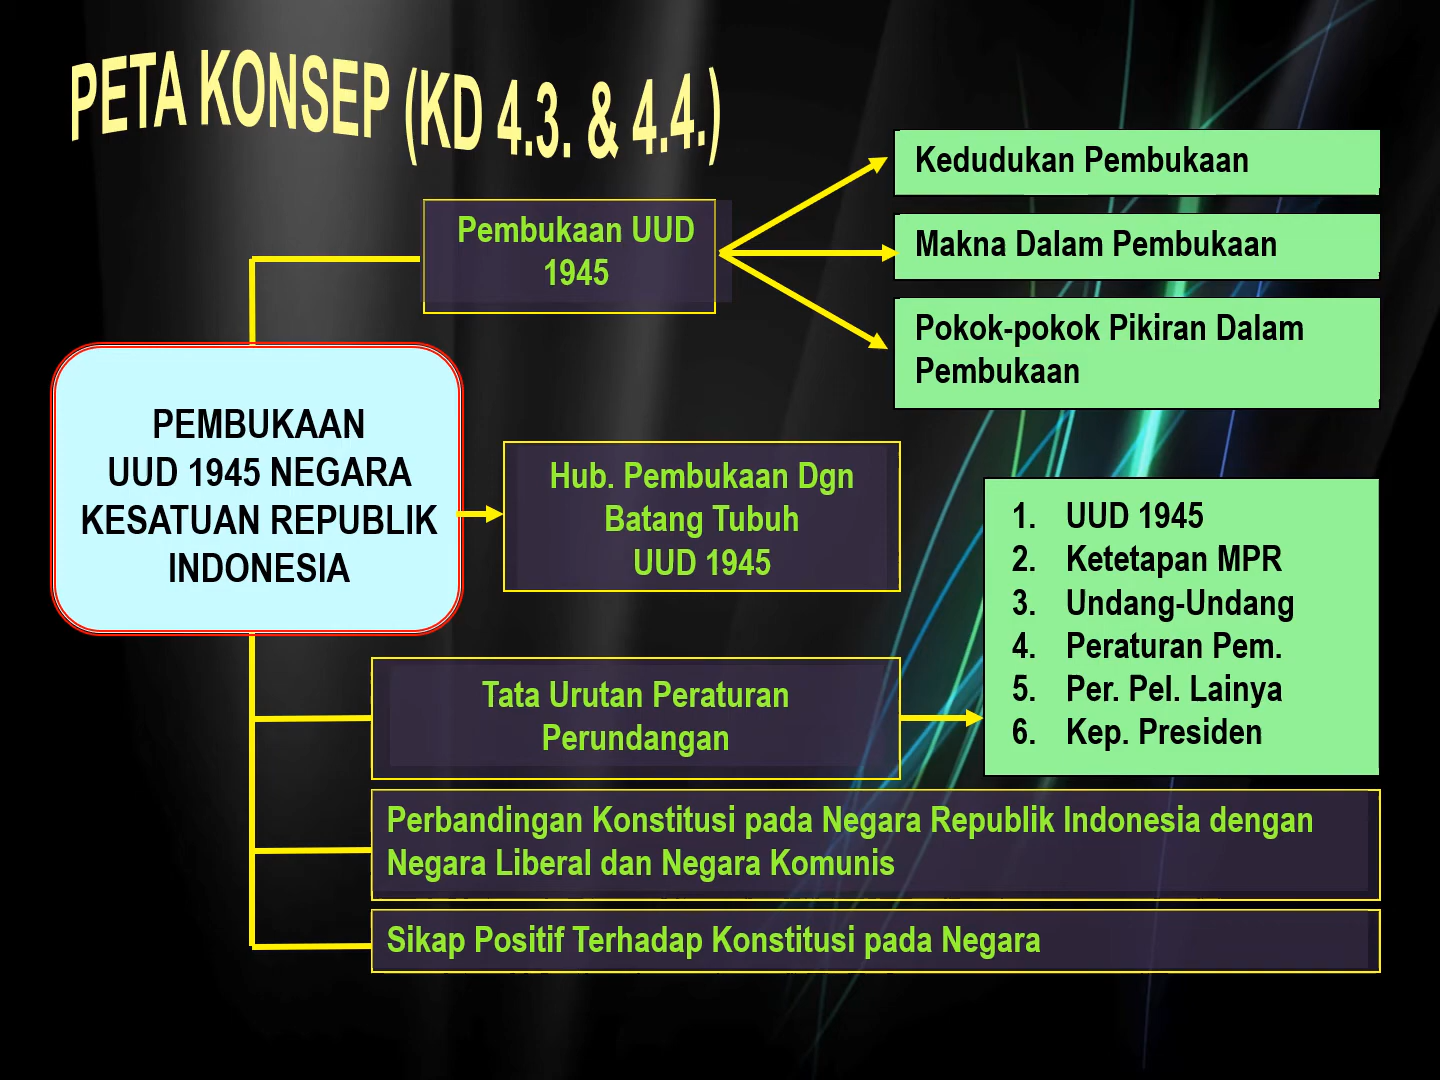 PETA KONSEP (KD 4.3. & 4.4.)
Pembukaan UUD
1945
Kedudukan Pembukaan
Makna Dalam Pembukaan
Pokok-pokok Pikiran Dalam
Pembukaan
PEMBUKAAN
UUD 1945 NEGARA
KESATUAN REPUBLIK
INDONESIA
Hub. Pembukaan Dgn
Batang Tubuh
UUD 1945
Tata Urutan Peraturan
Perundangan
1. UUD 1945
2. Ketetapan MPR
3. Undang-Undang
4. Peraturan Pem.
5. Per. Pel. Lainya
6. Kep. Presiden
Perbandingan Konstitusi pada Negara Republik Indonesia dengan
Negara Liberal dan Negara Komunis
Sikap Positif Terhadap Konstitusi pada Negara